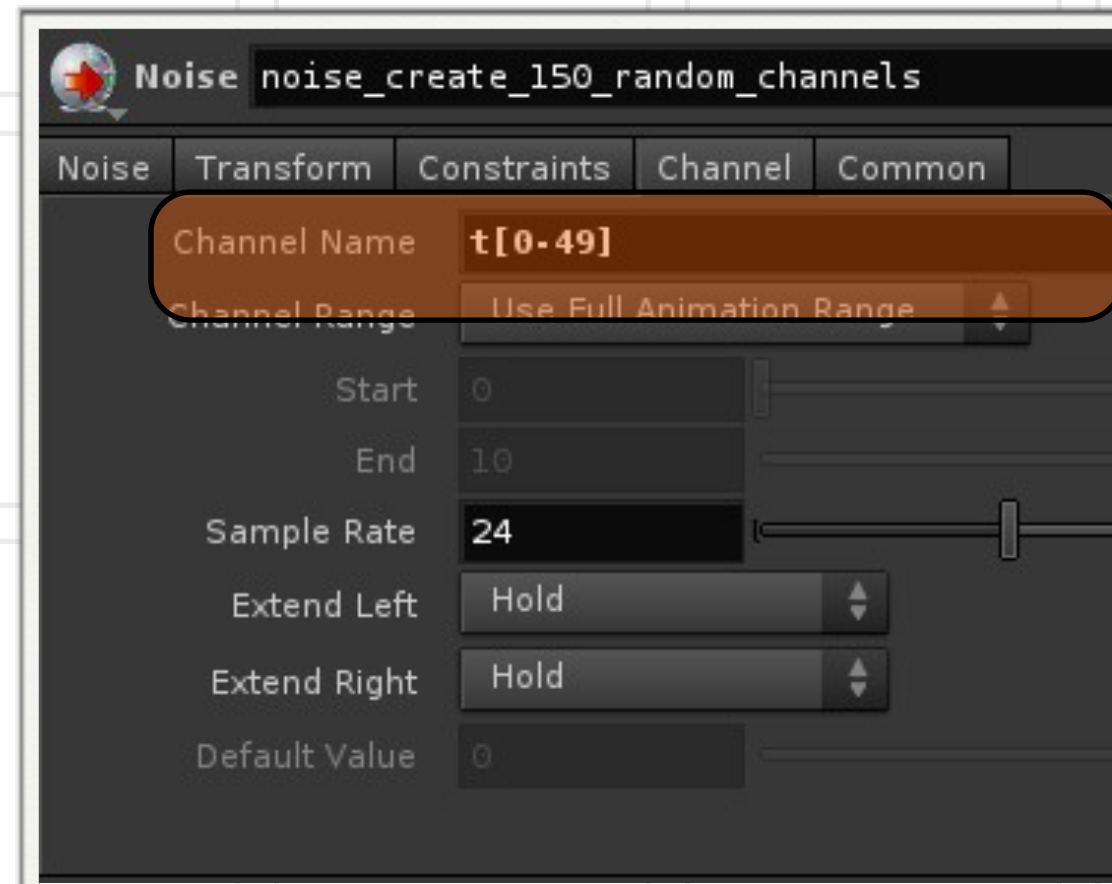 Noise noise_create_150_random_channels
Noise Transform Constraints Channel Common
Channel Name t[0-49]
Channel Range Use Full Animation Range
Start 0
End 10
Sample Rate 24
Extend Left Hold
Extend Right Hold
Default Value 0